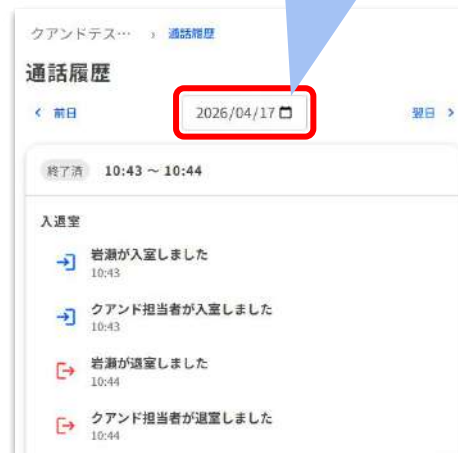 クアンドテス… › 通話履歴
通話履歴
< 前日 2026/04/17 翌日 >
終了済 10:43 ~ 10:44
入退室
岩瀬が入室しました
10:43
クアンド担当者が入室しました
10:43
岩瀬が退室しました
10:44
クアンド担当者が退室しました
10:44